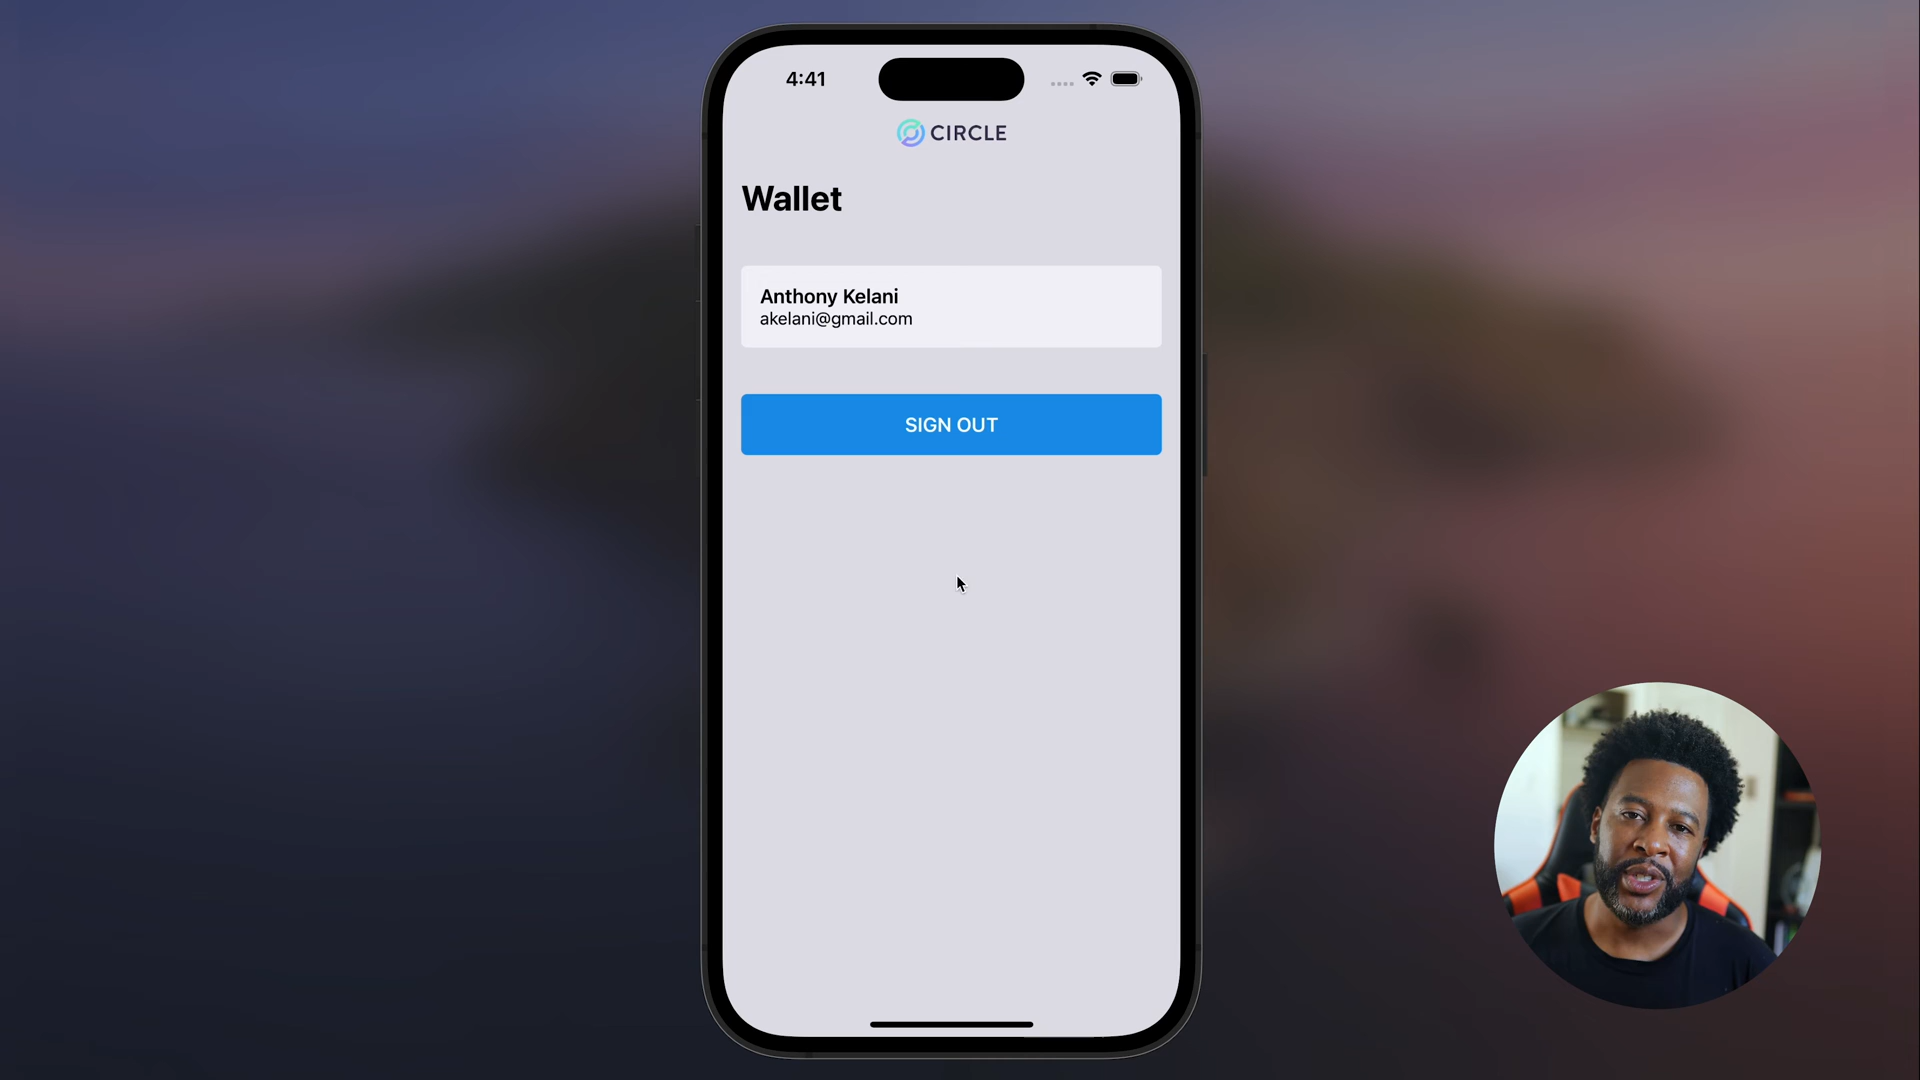 4:41
CIRCLE
Wallet
Anthony Kelani
akelani@gmail.com
SIGN OUT